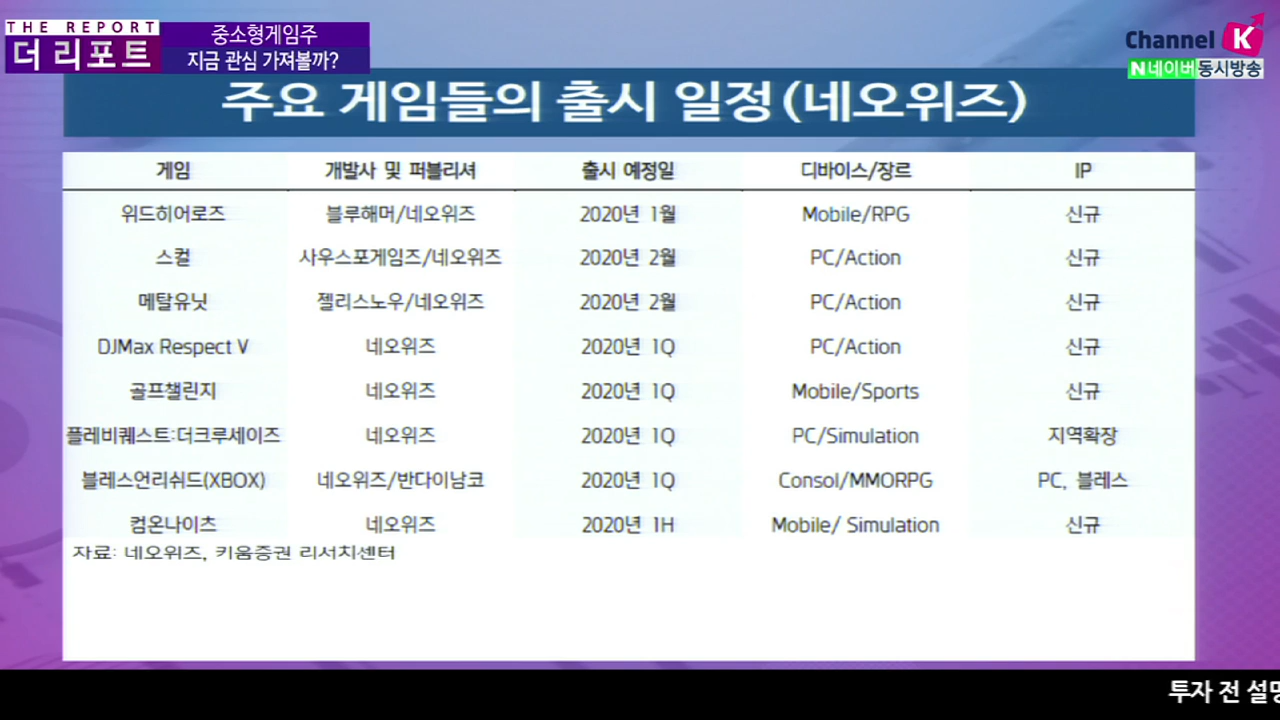 THE REPORT
더 리포트
중소형게임주
지금 관심 가져볼까?
Channel K
N 네이버 동시방송
주요 게임들의 출시 일정(네오위즈)
게임 개발사 및 퍼블리셔 출시 예정일 디바이스/장르 IP
위드히어로즈 블루해머/네오위즈 2020년 1월 Mobile/RPG 신규
스컬 사우스포게임즈/네오위즈 2020년 2월 PC/Action 신규
메탈유닛 젤리스노우/네오위즈 2020년 2월 PC/Action 신규
DJMax Respect V 네오위즈 2020년 1Q PC/Action 신규
골프챌린지 네오위즈 2020년 1Q Mobile/Sports 신규
플레비퀘스트:더크루세이즈 네오위즈 2020년 1Q PC/Simulation 지역확장
블레스언리쉬드(XBOX) 네오위즈/반다이남코 2020년 1Q Consol/MMORPG PC, 블레스
컴온나이츠 네오위즈 2020년 1H Mobile/ Simulation 신규
자료: 네오위즈, 키움증권 리서치센터
투자 전 설명